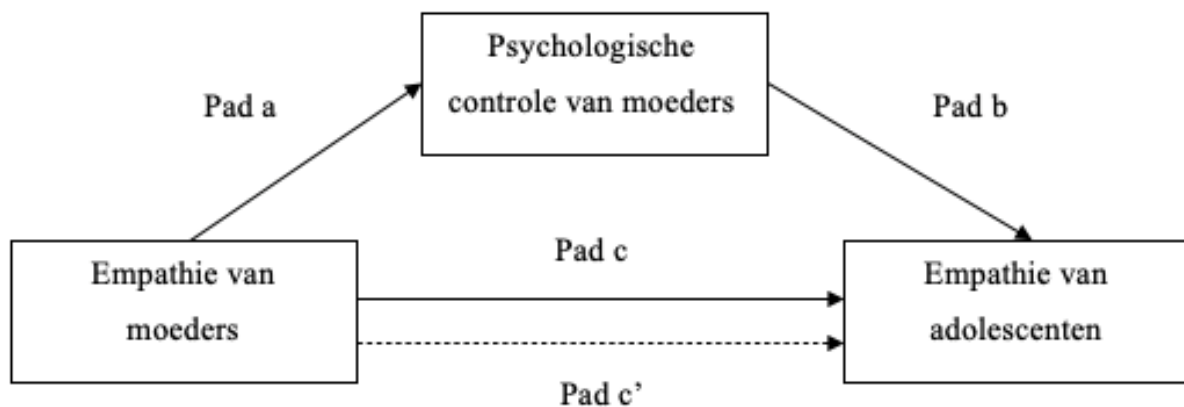 Psychologische
controle van moeders
Pad a
Pad b
Empathie van
moeders
Pad c
Pad c’
Empathie van
adolescenten